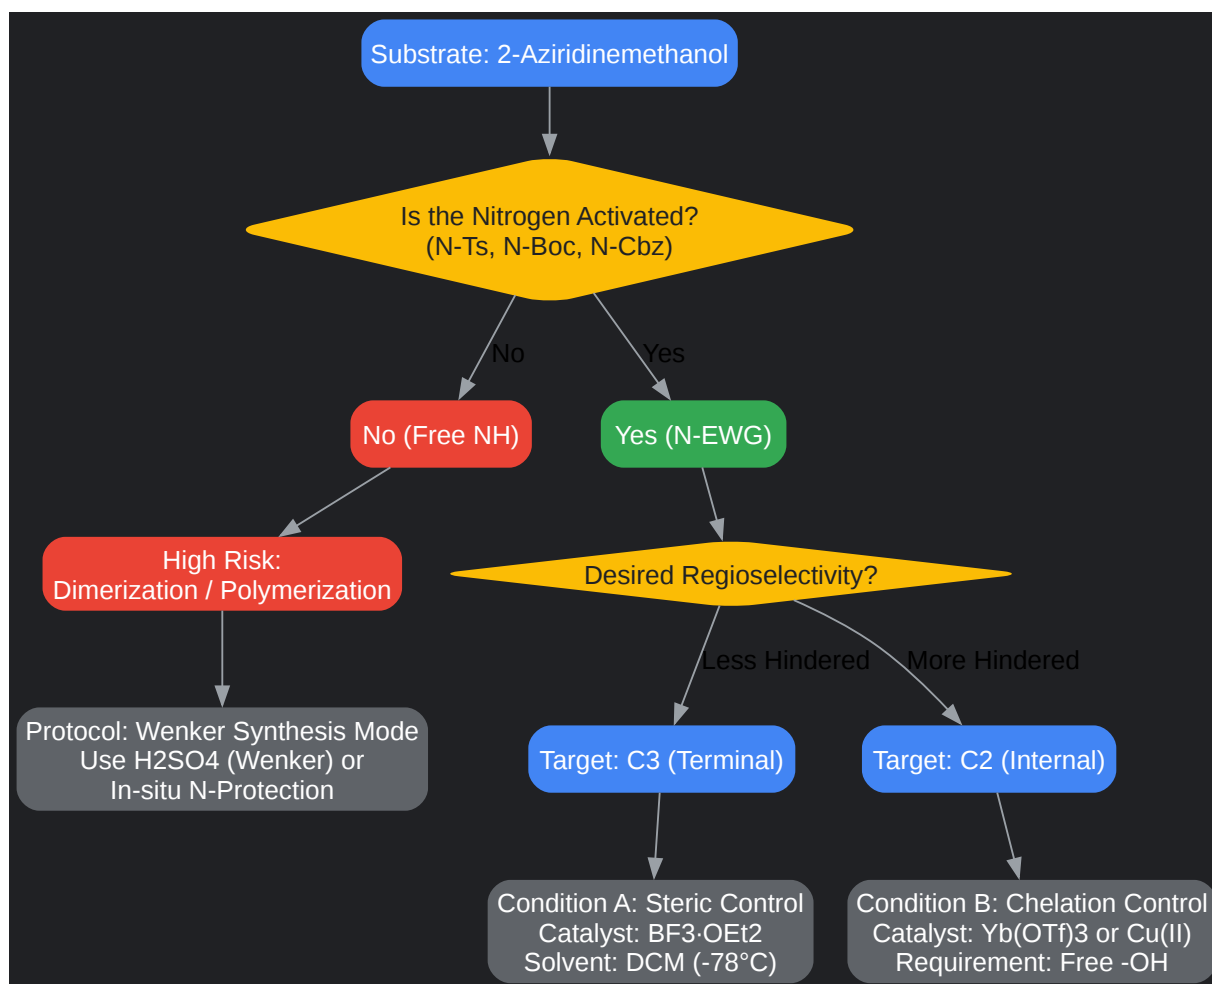 Substrate: 2-Aziridinemethanol
Is the Nitrogen Activated?
(N-Ts, N-Boc, N-Cbz)
No
Yes
No (Free NH)
Yes (N-EWG)
High Risk:
Dimerization / Polymerization
Desired Regioselectivity?
Less Hindered
More Hindered
Protocol: Wenker Synthesis Mode
Use H2SO4 (Wenker) or
In-situ N-Protection
Target: C3 (Terminal)
Target: C2 (Internal)
Condition A: Steric Control
Catalyst: BF3·OEt2
Solvent: DCM (-78°C)
Condition B: Chelation Control
Catalyst: Yb(OTf)3 or Cu(II)
Requirement: Free -OH